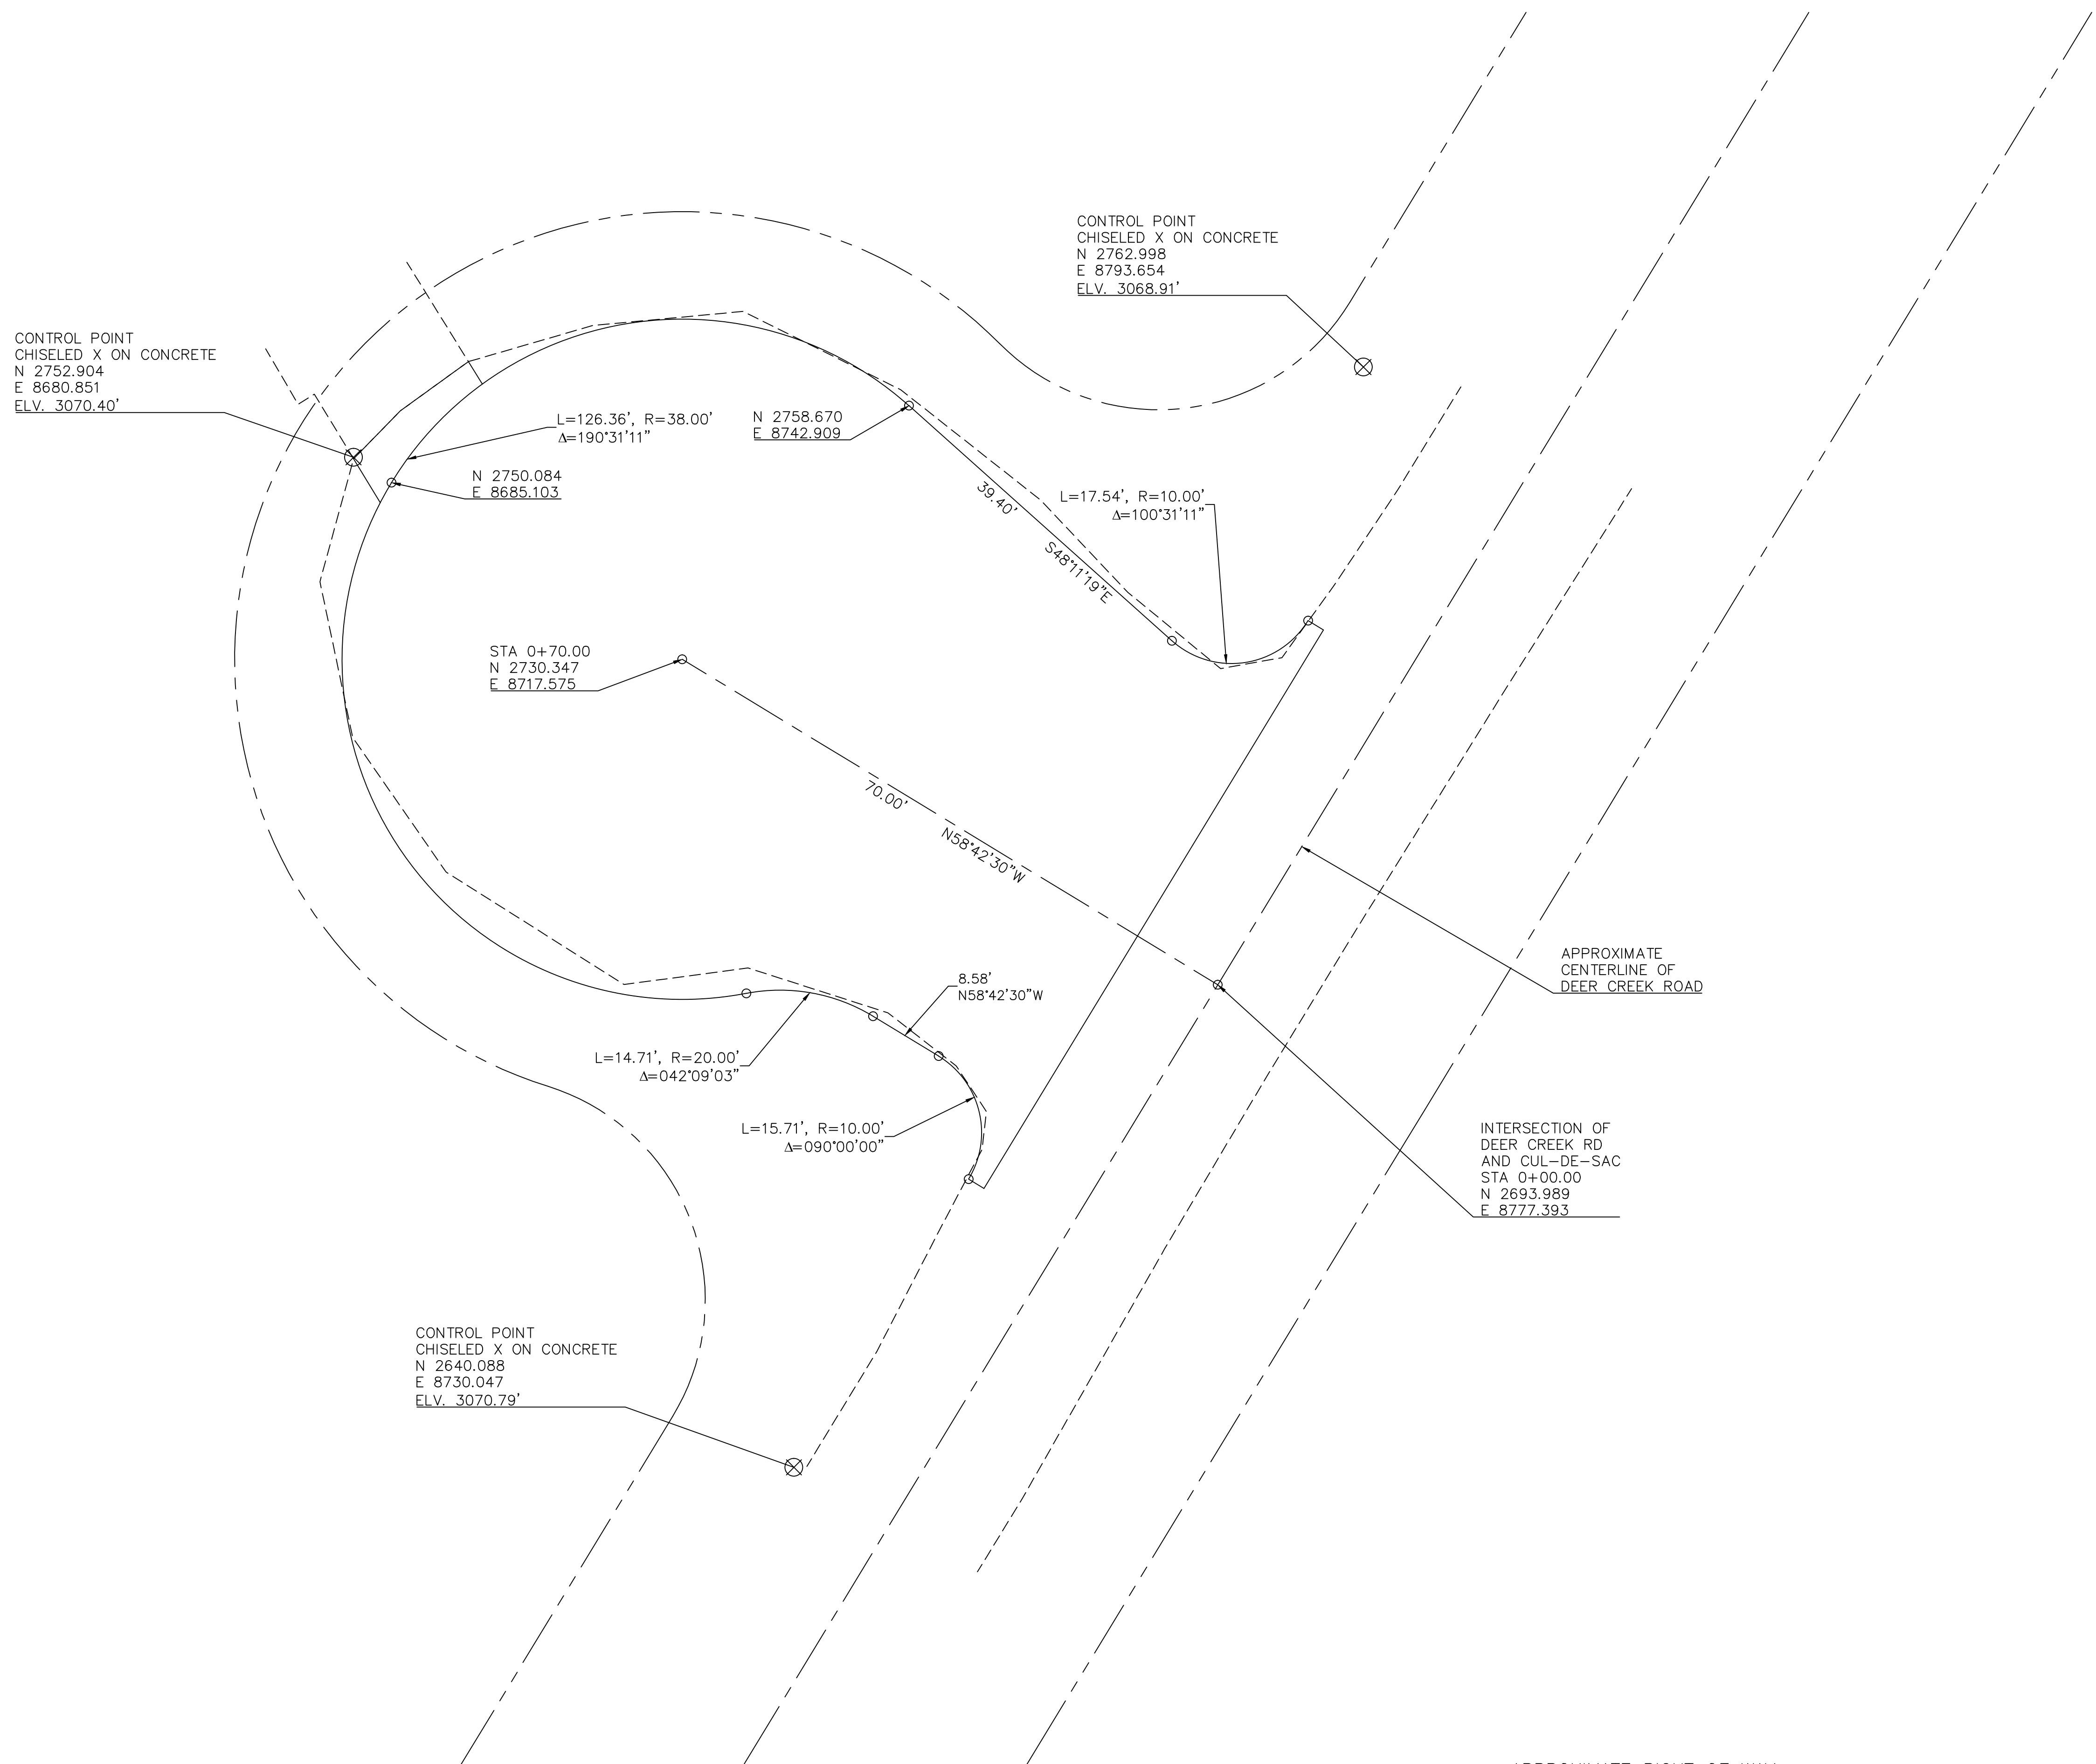 CONTROL POINT
CHISELED X ON CONCRETE
N 2762.998
E 8793.654
ELV. 3068.91'
CONTROL POINT
CHISELED X ON CONCRETE
N 2752.904
E 8680.851
ELV. 3070.40'
L=126.36', R=38.00'
Δ=190°31'11"
N 2758.670
E 8742.909
N 2750.084
E 8685.103
39.40'
S48°11'19"E
L=17.54', R=10.00'
Δ=100°31'11"
STA 0+70.00
N 2730.347
E 8717.575
70.00'
N58°42'30"W
APPROXIMATE
CENTERLINE OF
DEER CREEK ROAD
8.58'
N58°42'30"W
L=14.71', R=20.00'
Δ=042°09'03"
L=15.71', R=10.00'
Δ=090°00'00"
INTERSECTION OF
DEER CREEK RD
AND CUL-DE-SAC
STA 0+00.00
N 2693.989
E 8777.393
CONTROL POINT
CHISELED X ON CONCRETE
N 2640.088
E 8730.047
ELV. 3070.79'